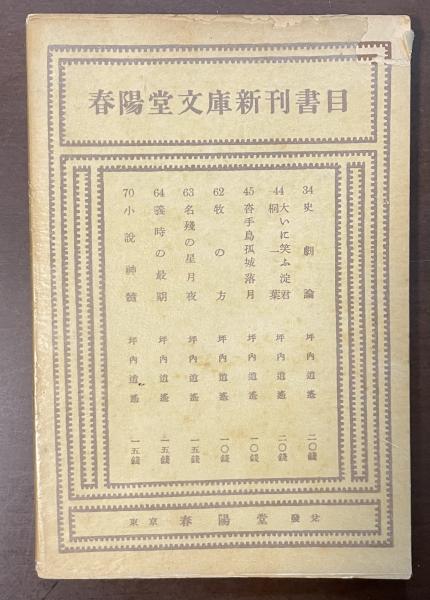 春陽堂文庫新刊書目
34 史劇論 坪内逍遙 二〇錢
44 大いに笑ふ淀君 桐一葉 坪内逍遙 二〇錢
45 沓手鳥孤城落月 坪内逍遙 一〇錢
62 牧の方 坪内逍遙 一〇錢
63 名殘の星月夜 坪内逍遙 一五錢
64 義時の最期 坪内逍遙 一五錢
70 小說神髓 坪内逍遙 一五錢
東京 春陽堂 發兌